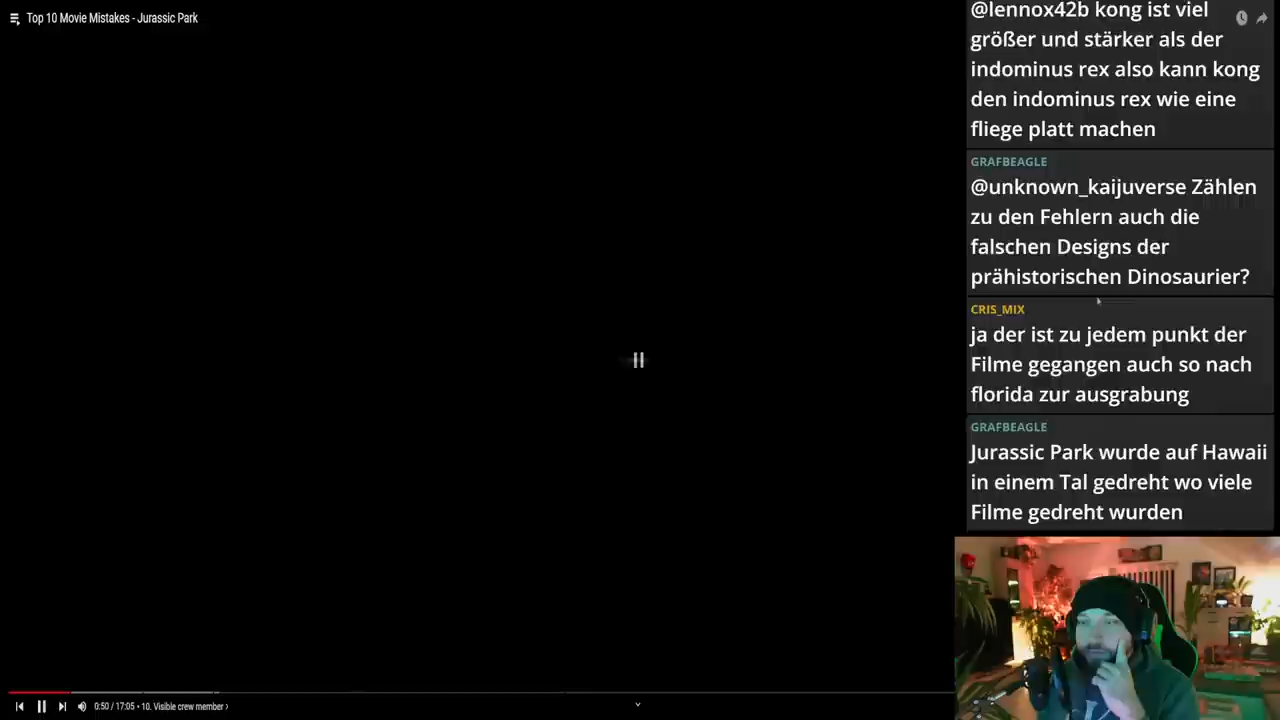 Top 10 Movie Mistakes - Jurassic Park
@lennox42b kong ist viel
größer und stärker als der
indominus rex also kann kong
den indominus rex wie eine
fliege platt machen
GRAFBEAGLE
@unknown_kaijuverse Zählen
zu den Fehlern auch die
falschen Designs der
prähistorischen Dinosaurier?
CRIS_MIX
ja der ist zu jedem punkt der
Filme gegangen auch so nach
florida zur ausgrabung
GRAFBEAGLE
Jurassic Park wurde auf Hawaii
in einem Tal gedreht wo viele
Filme gedreht wurden
0:50 / 17:05 • 10. Visible crew member ›